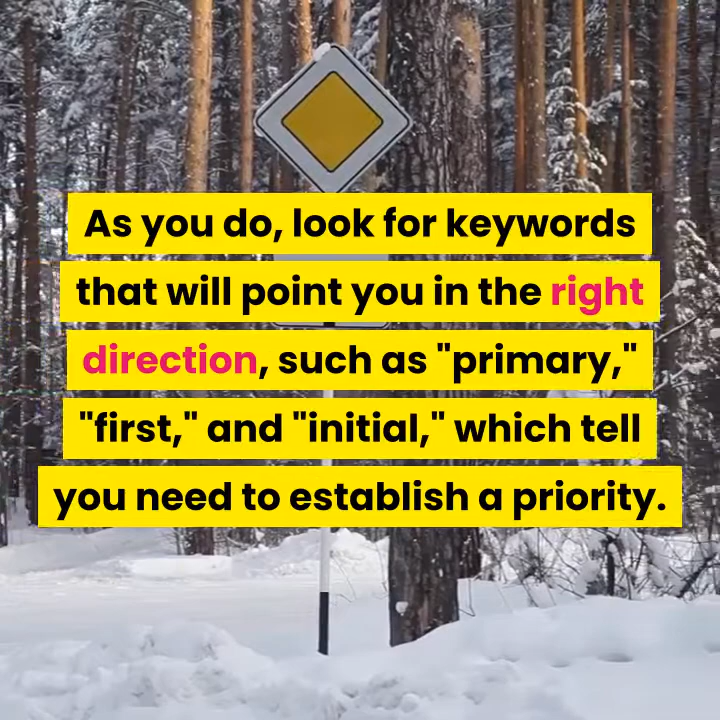 As you do, look for keywords
that will point you in the right
direction, such as "primary,"
"first," and "initial," which tell
you need to establish a priority.